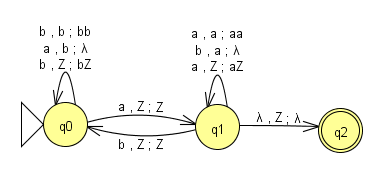 b , b ; bb
a , b ; λ
b , Z ; bZ
a , a ; aa
b , a ; λ
a , Z ; aZ
a , Z ; Z
b , Z ; Z
λ , Z ; λ
q0
q1
q2